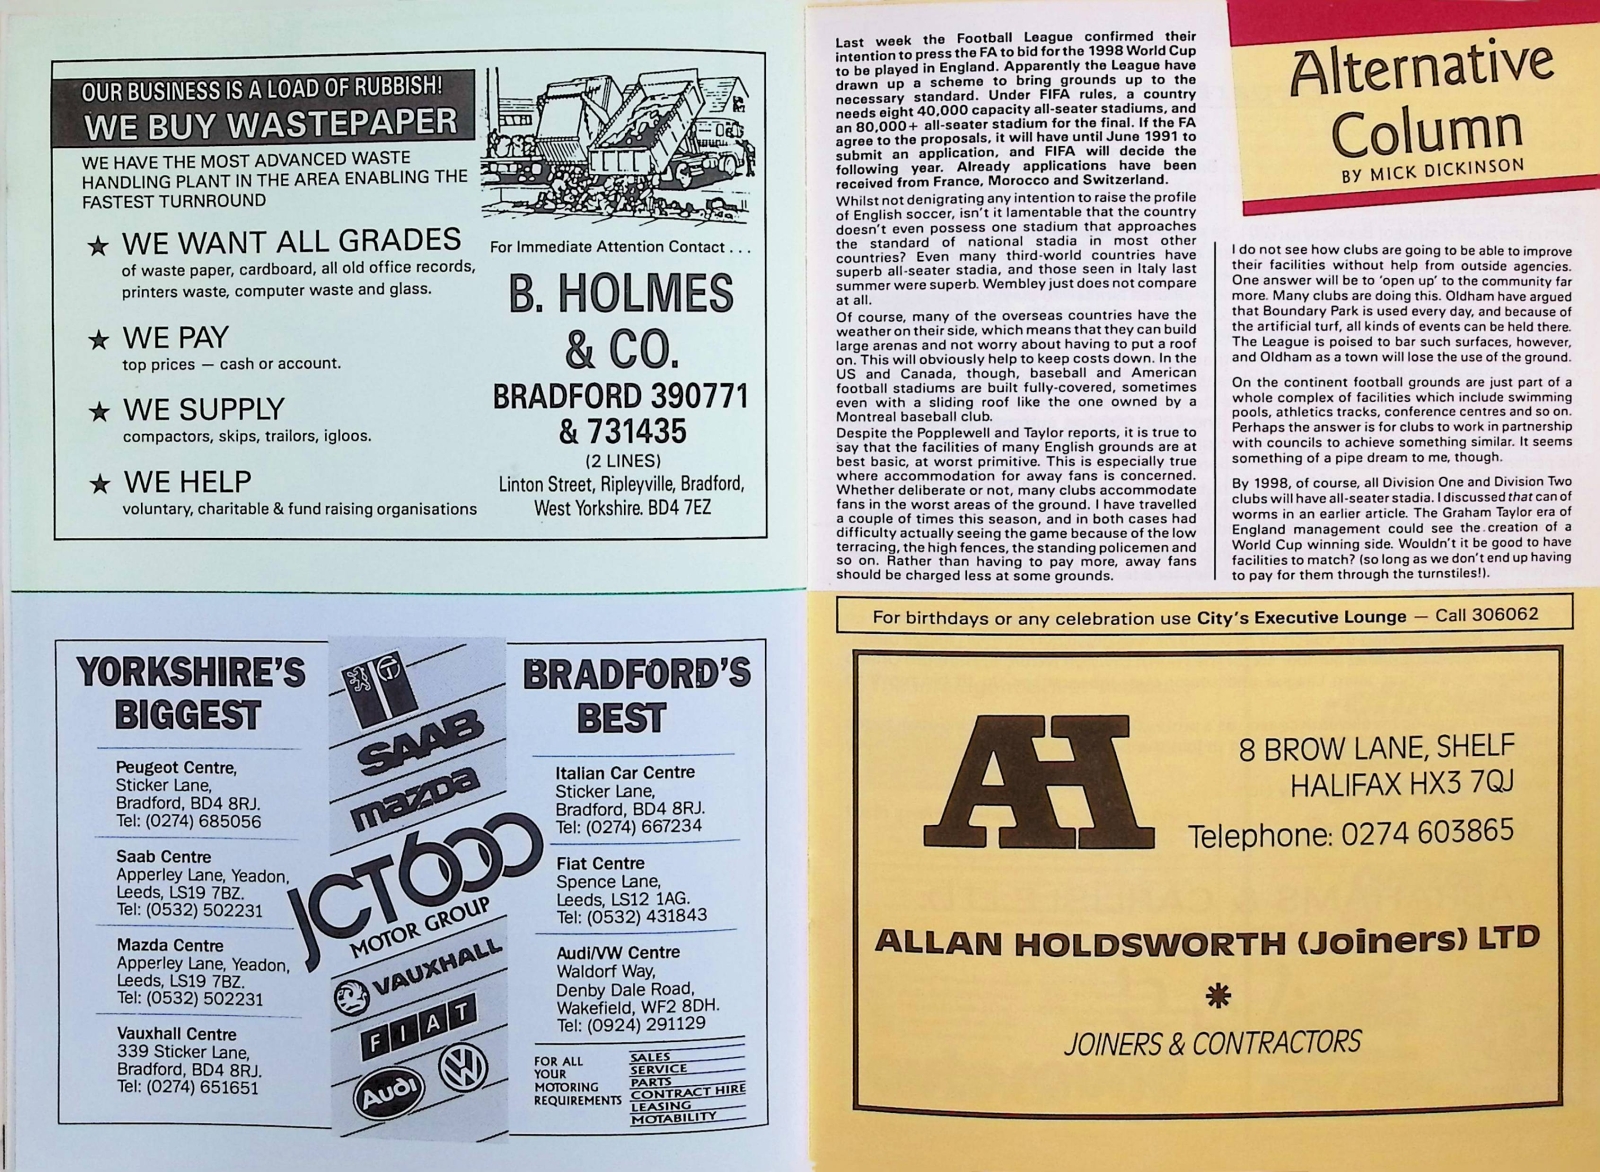 OUR BUSINESS IS A LOAD OF RUBBISH!
WE BUY WASTEPAPER
WE HAVE THE MOST ADVANCED WASTE
HANDLING PLANT IN THE AREA ENABLING THE
FASTEST TURNROUND
★ WE WANT ALL GRADES
of waste paper, cardboard, all old office records,
printers waste, computer waste and glass.
★ WE PAY
top prices — cash or account.
★ WE SUPPLY
compactors, skips, trailors, igloos.
★ WE HELP
voluntary, charitable & fund raising organisations
For Immediate Attention Contact . . .
B. HOLMES
& CO.
BRADFORD 390771
& 731435
(2 LINES)
Linton Street, Ripleyville, Bradford,
West Yorkshire. BD4 7EZ
YORKSHIRE'S
BIGGEST
Peugeot Centre,
Sticker Lane,
Bradford, BD4 8RJ.
Tel: (0274) 685056
Saab Centre
Apperley Lane, Yeadon,
Leeds, LS19 7BZ.
Tel: (0532) 502231
Mazda Centre
Apperley Lane, Yeadon,
Leeds, LS19 7BZ.
Tel: (0532) 502231
Vauxhall Centre
339 Sticker Lane,
Bradford, BD4 8RJ.
Tel: (0274) 651651
SAAB
mazda
JCT600
MOTOR GROUP
VAUXHALL
FIAT
Audi
VW
BRADFORD'S
BEST
Italian Car Centre
Sticker Lane,
Bradford, BD4 8RJ.
Tel: (0274) 667234
Fiat Centre
Spence Lane,
Leeds, LS12 1AG.
Tel: (0532) 431843
Audi/VW Centre
Waldorf Way,
Denby Dale Road,
Wakefield, WF2 8DH.
Tel: (0924) 291129
FOR ALL
YOUR
MOTORING
REQUIREMENTS
SALES
SERVICE
PARTS
CONTRACT HIRE
LEASING
MOTABILITY
Alternative
Column
BY MICK DICKINSON
Last week the Football League confirmed their
intention to press the FA to bid for the 1998 World Cup
to be played in England. Apparently the League have
drawn up a scheme to bring grounds up to the
necessary standard. Under FIFA rules, a country
needs eight 40,000 capacity all-seater stadiums, and
an 80,000+ all-seater stadium for the final. If the FA
agree to the proposals, it will have until June 1991 to
submit an application, and FIFA will decide the
following year. Already applications have been
received from France, Morocco and Switzerland.
Whilst not denigrating any intention to raise the profile
of English soccer, isn't it lamentable that the country
doesn't even possess one stadium that approaches
the standard of national stadia in most other
countries? Even many third-world countries have
superb all-seater stadia, and those seen in Italy last
summer were superb. Wembley just does not compare
at all.
Of course, many of the overseas countries have the
weather on their side, which means that they can build
large arenas and not worry about having to put a roof
on. This will obviously help to keep costs down. In the
US and Canada, though, baseball and American
football stadiums are built fully-covered, sometimes
even with a sliding roof like the one owned by a
Montreal baseball club.
Despite the Popplewell and Taylor reports, it is true to
say that the facilities of many English grounds are at
best basic, at worst primitive. This is especially true
where accommodation for away fans is concerned.
Whether deliberate or not, many clubs accommodate
fans in the worst areas of the ground. I have travelled
a couple of times this season, and in both cases had
difficulty actually seeing the game because of the low
terracing, the high fences, the standing policemen and
so on. Rather than having to pay more, away fans
should be charged less at some grounds.
I do not see how clubs are going to be able to improve
their facilities without help from outside agencies.
One answer will be to 'open up' to the community far
more. Many clubs are doing this. Oldham have argued
that Boundary Park is used every day, and because of
the artificial turf, all kinds of events can be held there.
The League is poised to bar such surfaces, however,
and Oldham as a town will lose the use of the ground.
On the continent football grounds are just part of a
whole complex of facilities which include swimming
pools, athletics tracks, conference centres and so on.
Perhaps the answer is for clubs to work in partnership
with councils to achieve something similar. It seems
something of a pipe dream to me, though.
By 1998, of course, all Division One and Division Two
clubs will have all-seater stadia. I discussed that can of
worms in an earlier article. The Graham Taylor era of
England management could see the creation of a
World Cup winning side. Wouldn't it be good to have
facilities to match? (so long as we don't end up having
to pay for them through the turnstiles!).
For birthdays or any celebration use City's Executive Lounge — Call 306062
AH
8 BROW LANE, SHELF
HALIFAX HX3 7QJ
Telephone: 0274 603865
ALLAN HOLDSWORTH (Joiners) LTD
*
JOINERS & CONTRACTORS